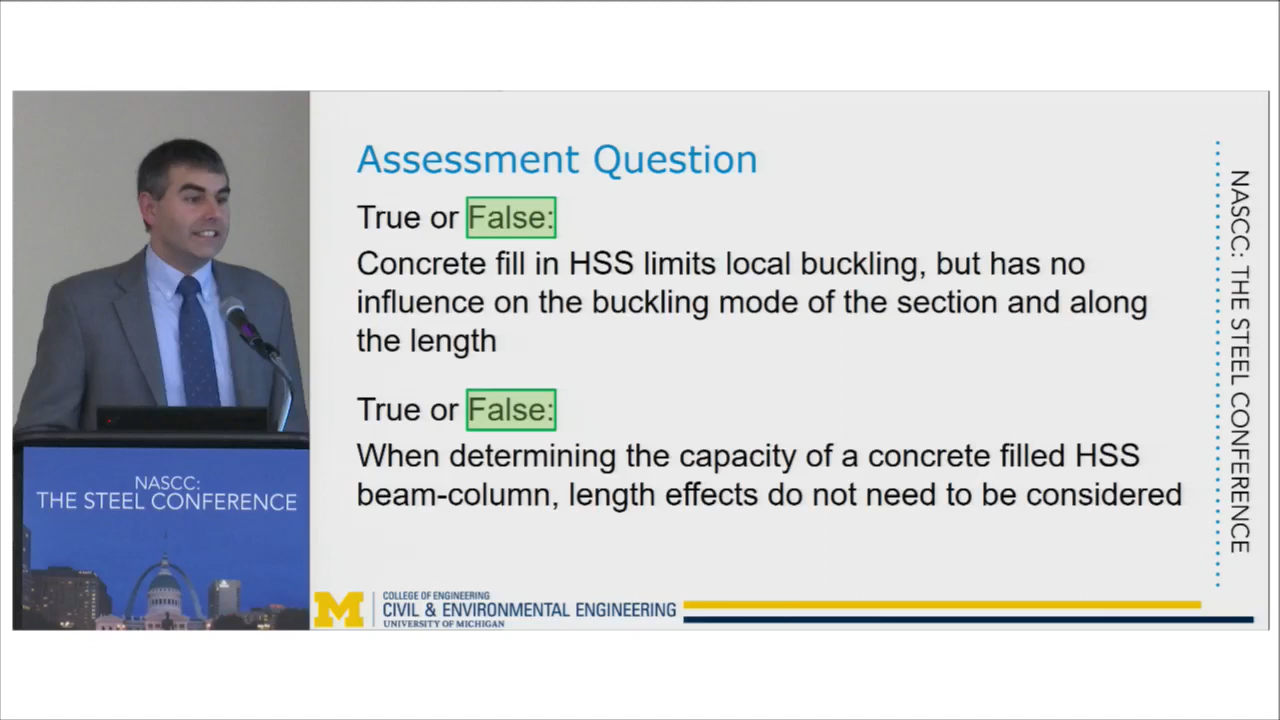 Assessment Question
True or False:
Concrete fill in HSS limits local buckling, but has no
influence on the buckling mode of the section and along
the length
True or False:
When determining the capacity of a concrete filled HSS
beam-column, length effects do not need to be considered
NASCC: THE STEEL CONFERENCE
NASCC:
THE STEEL CONFERENCE
M
COLLEGE OF ENGINEERING
CIVIL & ENVIRONMENTAL ENGINEERING
UNIVERSITY OF MICHIGAN